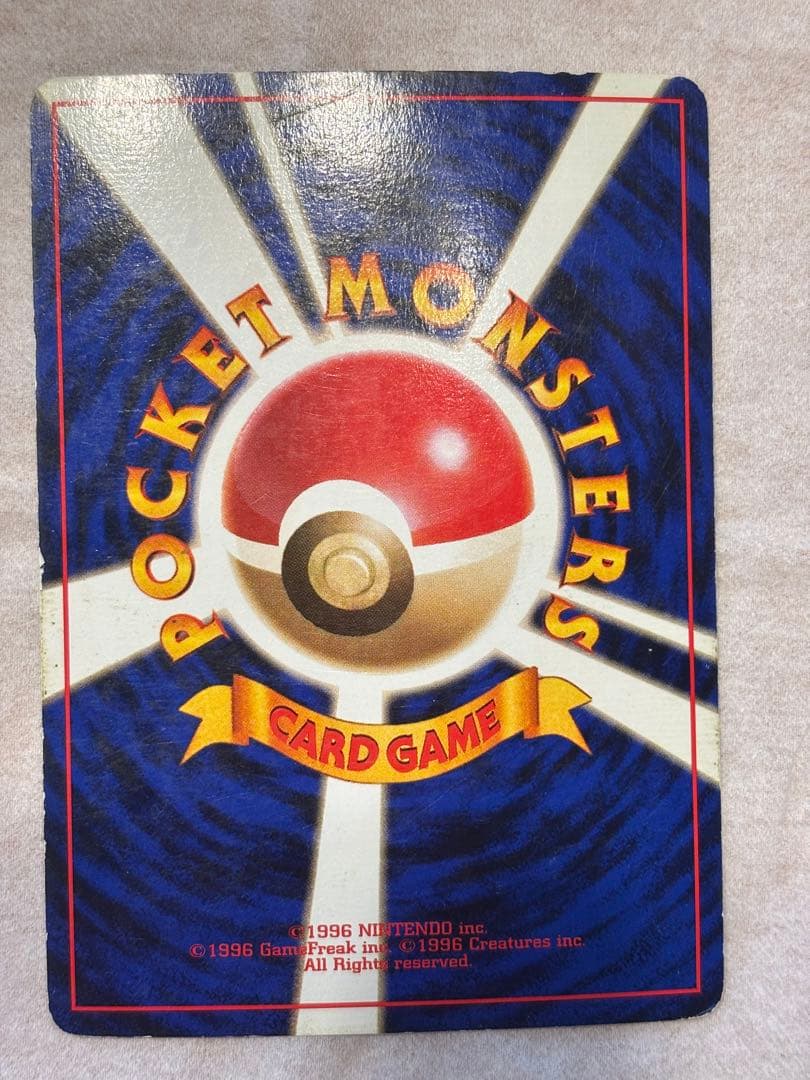 POCKET MONSTERS
CARD GAME
©1996 NINTENDO inc.
©1996 GameFreak inc. ©1996 Creatures inc.
All Rights reserved.